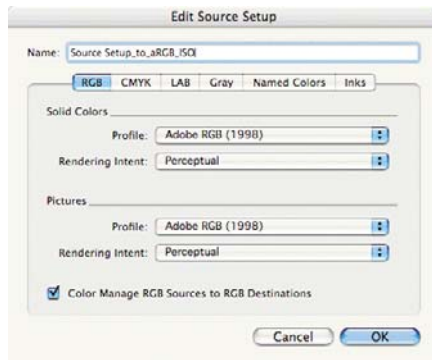 Edit Source Setup
Name: Source Setup_to_aRGB_ISO
RGB CMYK LAB Gray Named Colors Inks
Solid Colors
Profile: Adobe RGB (1998)
Rendering Intent: Perceptual
Pictures
Profile: Adobe RGB (1998)
Rendering Intent: Perceptual
Color Manage RGB Sources to RGB Destinations
Cancel OK